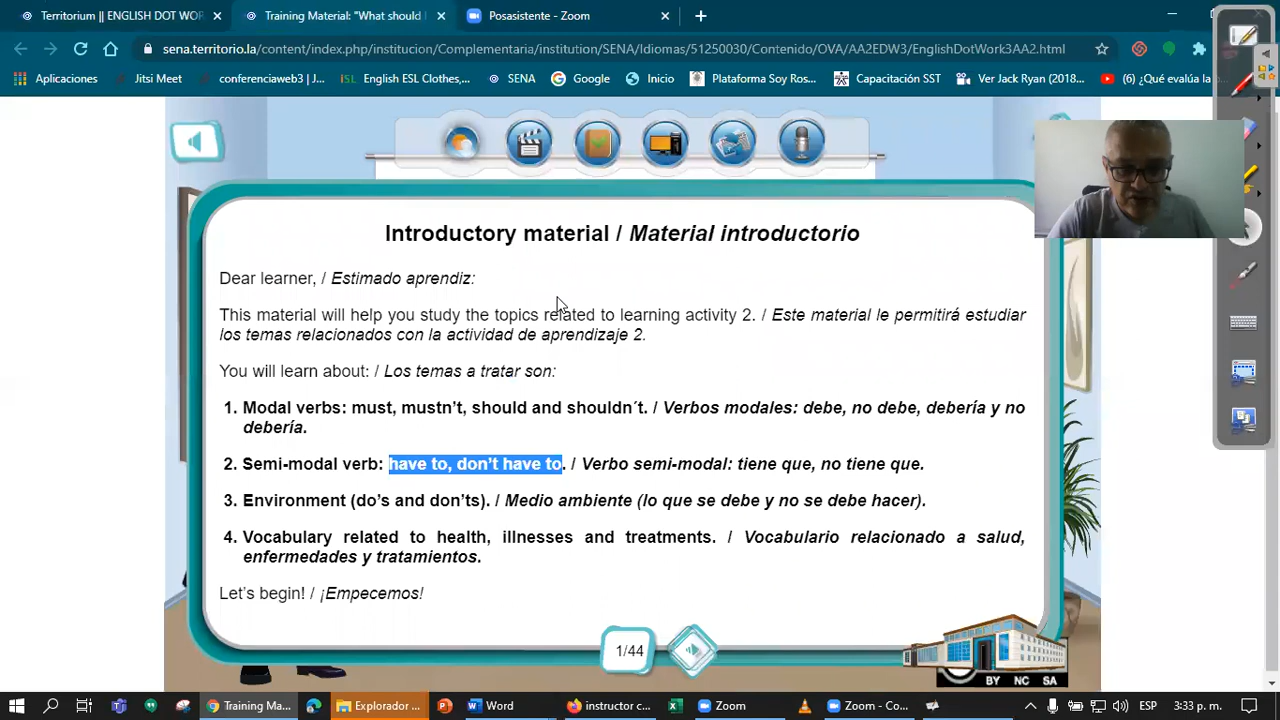 Territorium || ENGLISH DOT WOR
Training Material: "What should I
Posasistente - Zoom
sena.territorio.la/content/index.php/institucion/Complementaria/institution/SENA/Idiomas/51250030/Contenido/OVA/AA2EDW3/EnglishDotWork3AA2.html
Aplicaciones
Jitsi Meet
conferenciaweb3 | J...
English ESL Clothes,...
SENA
Google
Inicio
Plataforma Soy Ros...
Capacitación SST
Ver Jack Ryan (2018...
(6) ¿Qué evalúa la p...
Introductory material / Material introductorio
Dear learner, / Estimado aprendiz:
This material will help you study the topics related to learning activity 2. / Este material le permitirá estudiar
los temas relacionados con la actividad de aprendizaje 2.
You will learn about: / Los temas a tratar son:
1. Modal verbs: must, mustn't, should and shouldn´t. / Verbos modales: debe, no debe, debería y no
debería.
2. Semi-modal verb: have to, don't have to. / Verbo semi-modal: tiene que, no tiene que.
3. Environment (do's and don'ts). / Medio ambiente (lo que se debe y no se debe hacer).
4. Vocabulary related to health, illnesses and treatments. / Vocabulario relacionado a salud,
enfermedades y tratamientos.
Let's begin! / ¡Empecemos!
1/44
BY NC SA
Training Ma...
Explorador ...
Word
instructor c...
Zoom
Zoom - Co...
ESP
3:33 p. m.